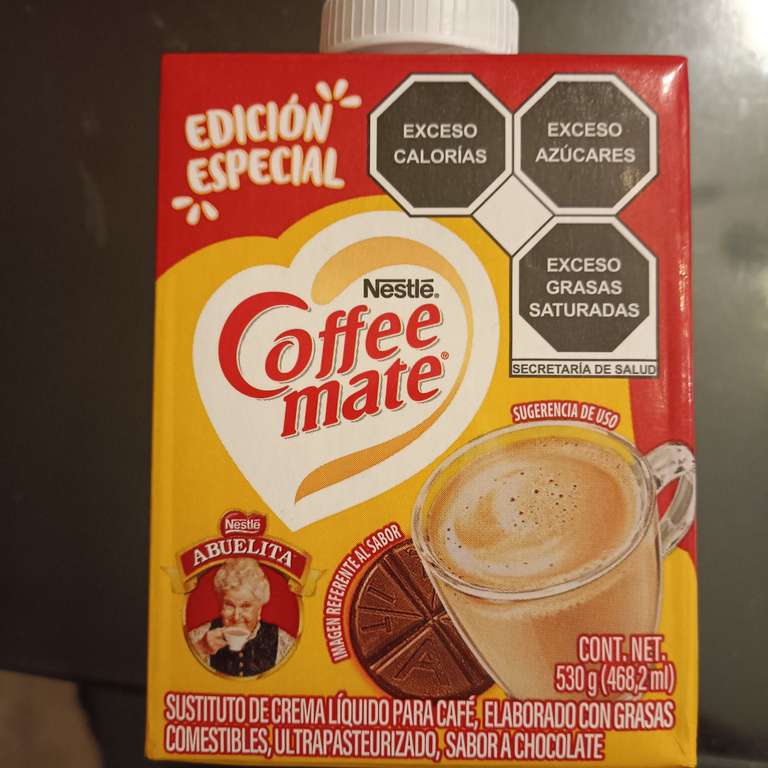 EDICIÓN
ESPECIAL
EXCESO
CALORÍAS
EXCESO
AZÚCARES
EXCESO
GRASAS
SATURADAS
SECRETARÍA DE SALUD
Nestlé®
Coffee
mate®
SUGERENCIA DE USO
Nestlé
ABUELITA
IMAGEN REFERENTE AL SABOR
CONT. NET.
530 g (468,2 ml)
SUSTITUTO DE CREMA LÍQUIDO PARA CAFÉ, ELABORADO CON GRASAS
COMESTIBLES, ULTRAPASTEURIZADO, SABOR A CHOCOLATE